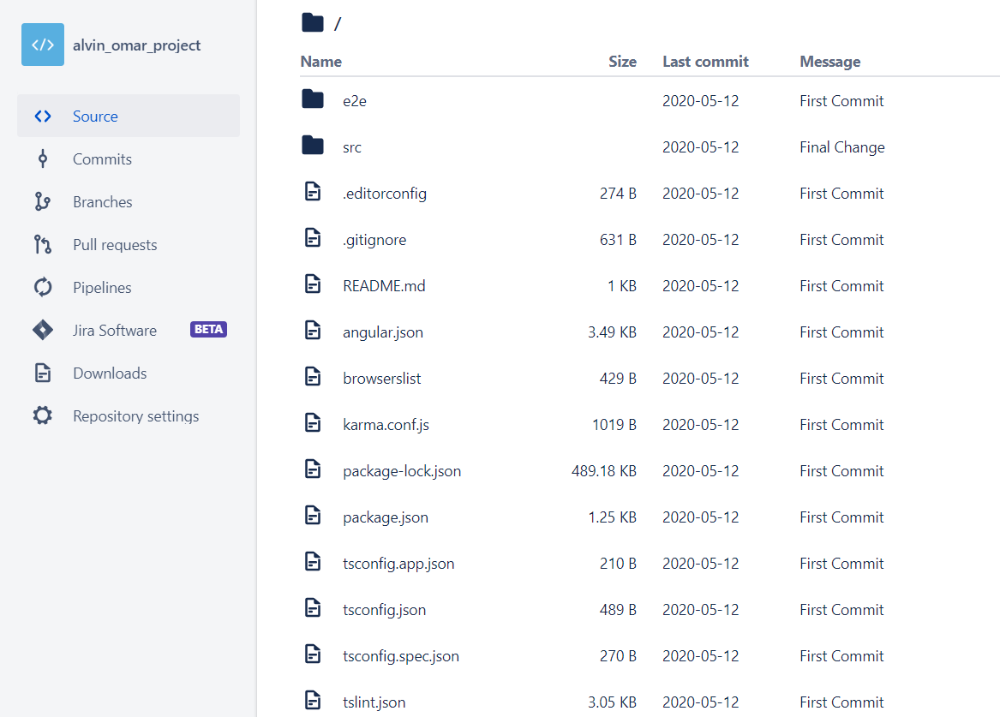 alvin_omar_project
Source
Commits
Branches
Pull requests
Pipelines
Jira Software BETA
Downloads
Repository settings
/
Name Size Last commit Message
e2e 2020-05-12 First Commit
src 2020-05-12 Final Change
.editorconfig 274 B 2020-05-12 First Commit
.gitignore 631 B 2020-05-12 First Commit
README.md 1 KB 2020-05-12 First Commit
angular.json 3.49 KB 2020-05-12 First Commit
browserslist 429 B 2020-05-12 First Commit
karma.conf.js 1019 B 2020-05-12 First Commit
package-lock.json 489.18 KB 2020-05-12 First Commit
package.json 1.25 KB 2020-05-12 First Commit
tsconfig.app.json 210 B 2020-05-12 First Commit
tsconfig.json 489 B 2020-05-12 First Commit
tsconfig.spec.json 270 B 2020-05-12 First Commit
tslint.json 3.05 KB 2020-05-12 First Commit